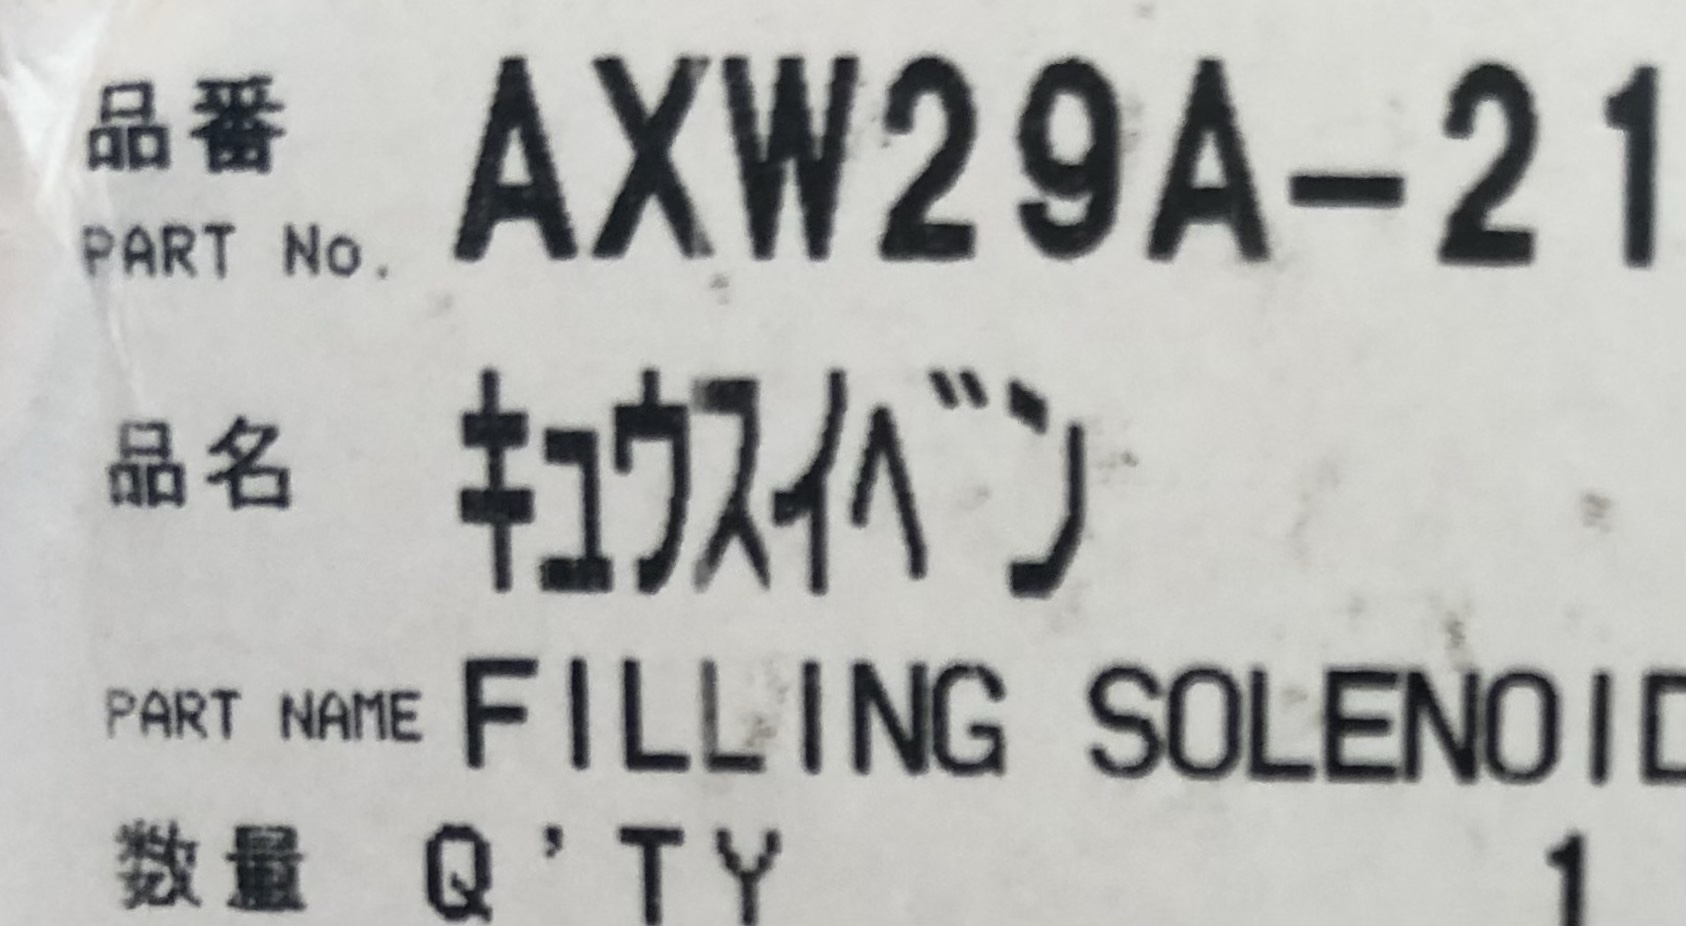 品番 AXW29A-21
PART No.
品名 ｷｭｳｽｲﾍﾞﾝ
PART NAME FILLING SOLENOID
数量 Q'TY 1